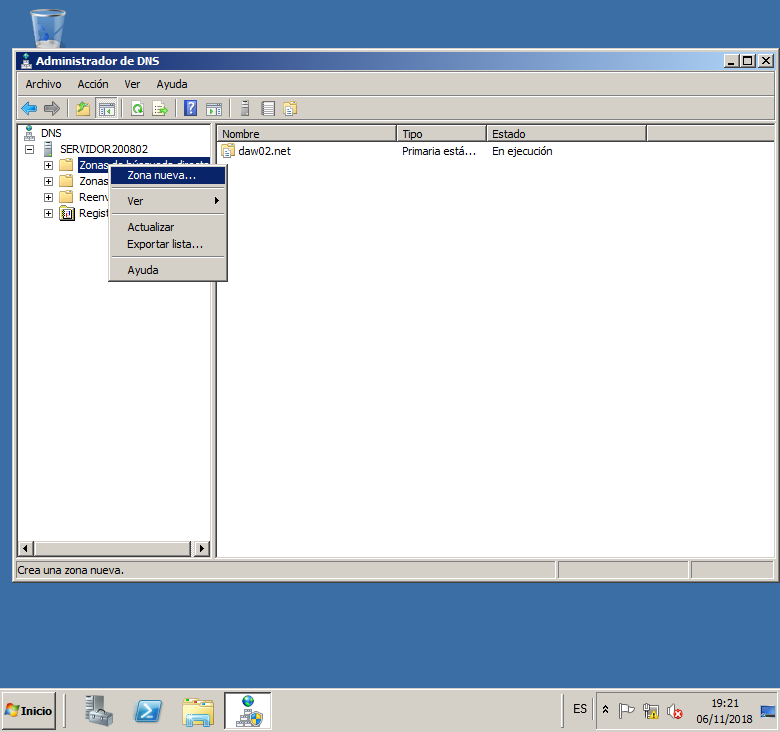 Administrador de DNS
Archivo Acción Ver Ayuda
DNS
SERVIDOR200802
Zonas de búsqueda directa
Zonas
Reenv
Regist
Zona nueva...
Ver
Actualizar
Exportar lista...
Ayuda
Nombre Tipo Estado
daw02.net Primaria está... En ejecución
Crea una zona nueva.
Inicio
ES
19:21
06/11/2018